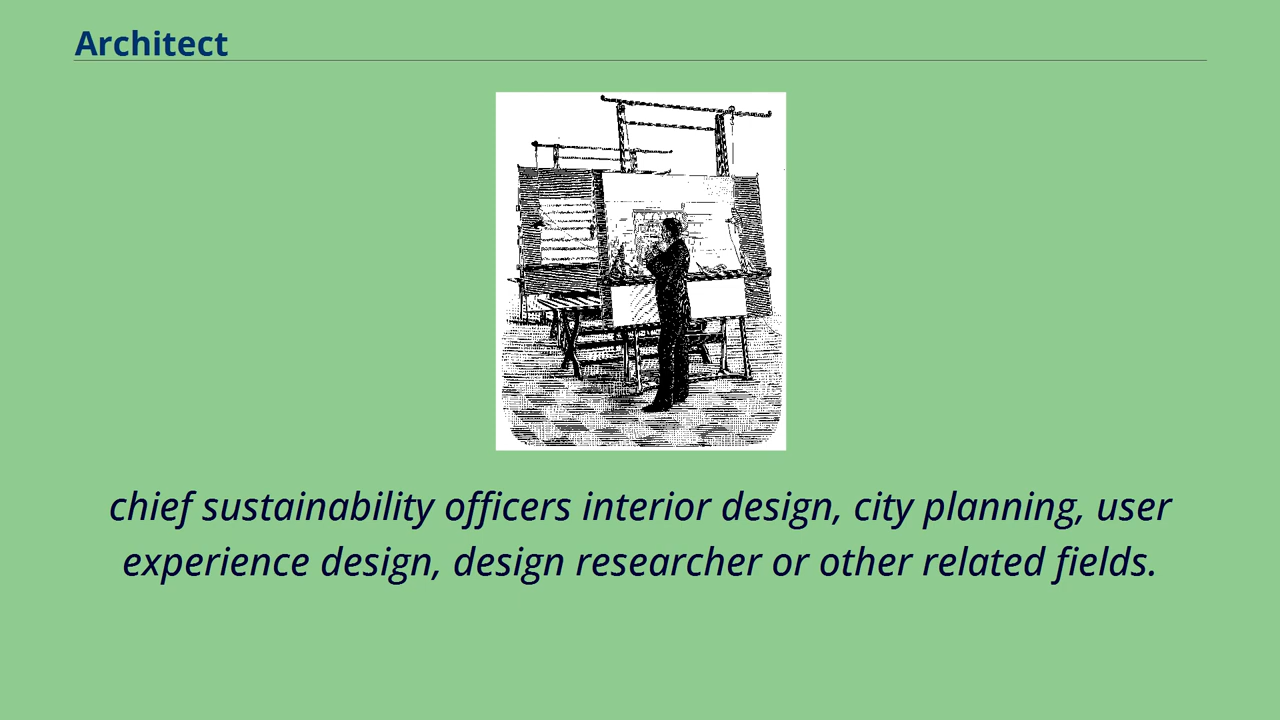 Architect
chief sustainability officers interior design, city planning, user
experience design, design researcher or other related fields.